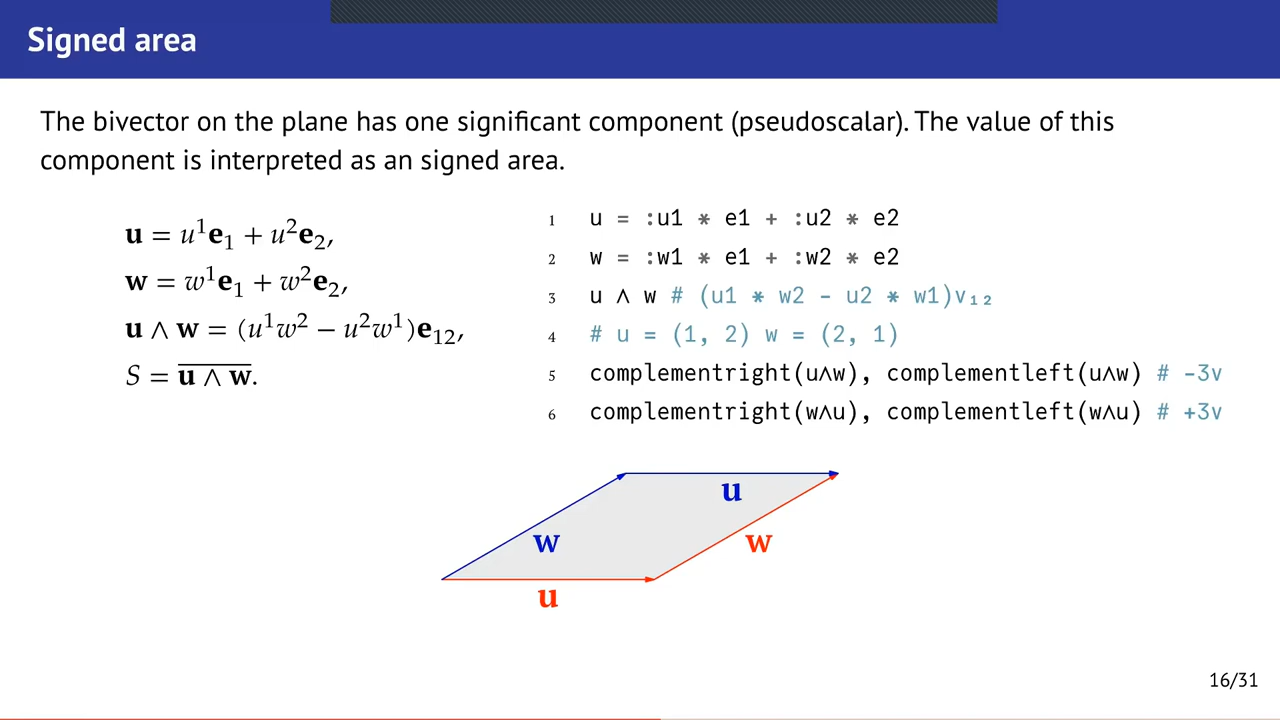 Signed area
The bivector on the plane has one significant component (pseudoscalar). The value of this
component is interpreted as an signed area.
u = u¹e₁ + u²e₂,
w = w¹e₁ + w²e₂,
u ∧ w = (u¹w² − u²w¹)e₁₂,
S = \overline{u ∧ w}.
1 u = :u1 * e1 + :u2 * e2
2 w = :w1 * e1 + :w2 * e2
3 u ∧ w # (u1 * w2 - u2 * w1)v₁₂
4 # u = (1, 2) w = (2, 1)
5 complementright(u∧w), complementleft(u∧w) # -3v
6 complementright(w∧u), complementleft(w∧u) # +3v
u
w
w
u
16/31